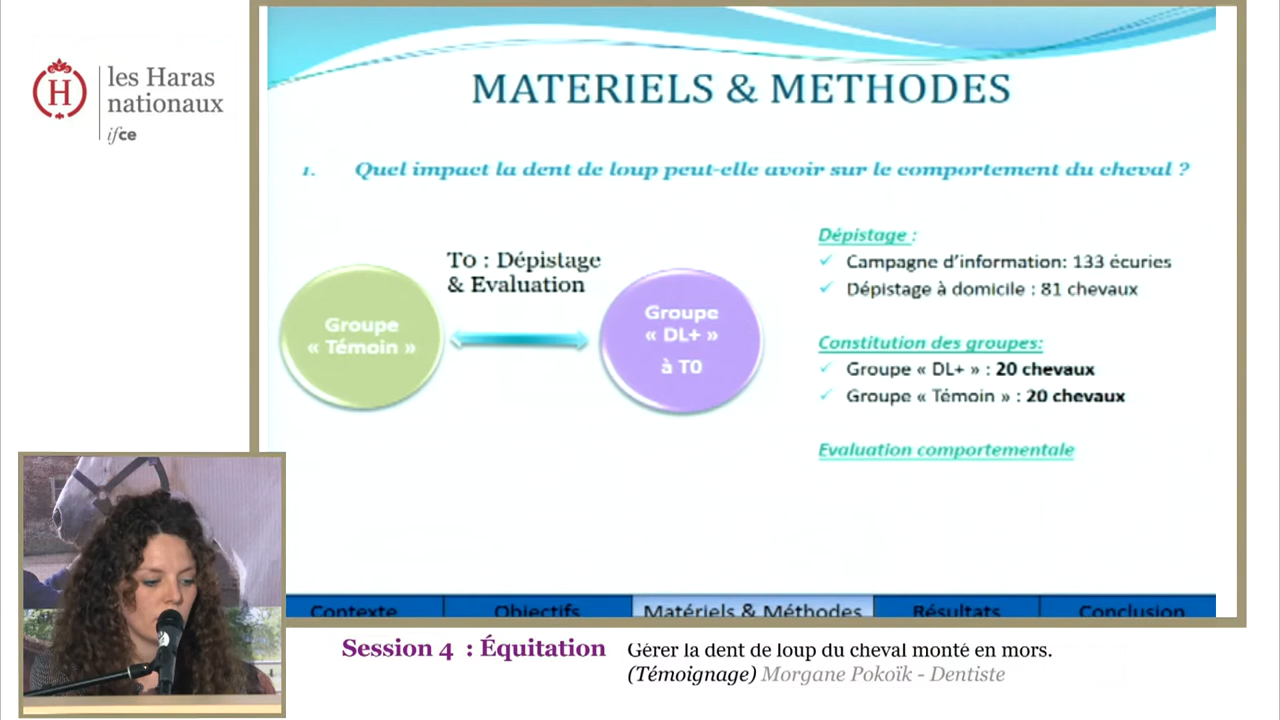 H
les Haras
nationaux
ifce
MATERIELS & METHODES
1. Quel impact la dent de loup peut-elle avoir sur le comportement du cheval ?
T0 : Dépistage
& Evaluation
Groupe
« Témoin »
Groupe
« DL+ »
à T0
Dépistage :
✓ Campagne d'information: 133 écuries
✓ Dépistage à domicile : 81 chevaux
Constitution des groupes:
✓ Groupe « DL+ » : 20 chevaux
✓ Groupe « Témoin » : 20 chevaux
Evaluation comportementale
Contexte Objectifs Matériels & Méthodes Résultats Conclusion
Session 4 : Équitation
Gérer la dent de loup du cheval monté en mors.
(Témoignage) Morgane Pokoïk - Dentiste